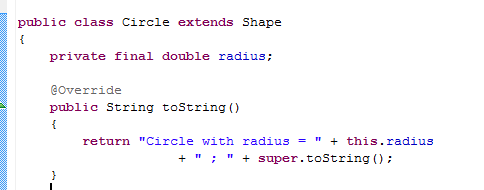 public class Circle extends Shape
{
private final double radius;
@Override
public String toString()
{
return "Circle with radius = " + this.radius
+ " ; " + super.toString();
}